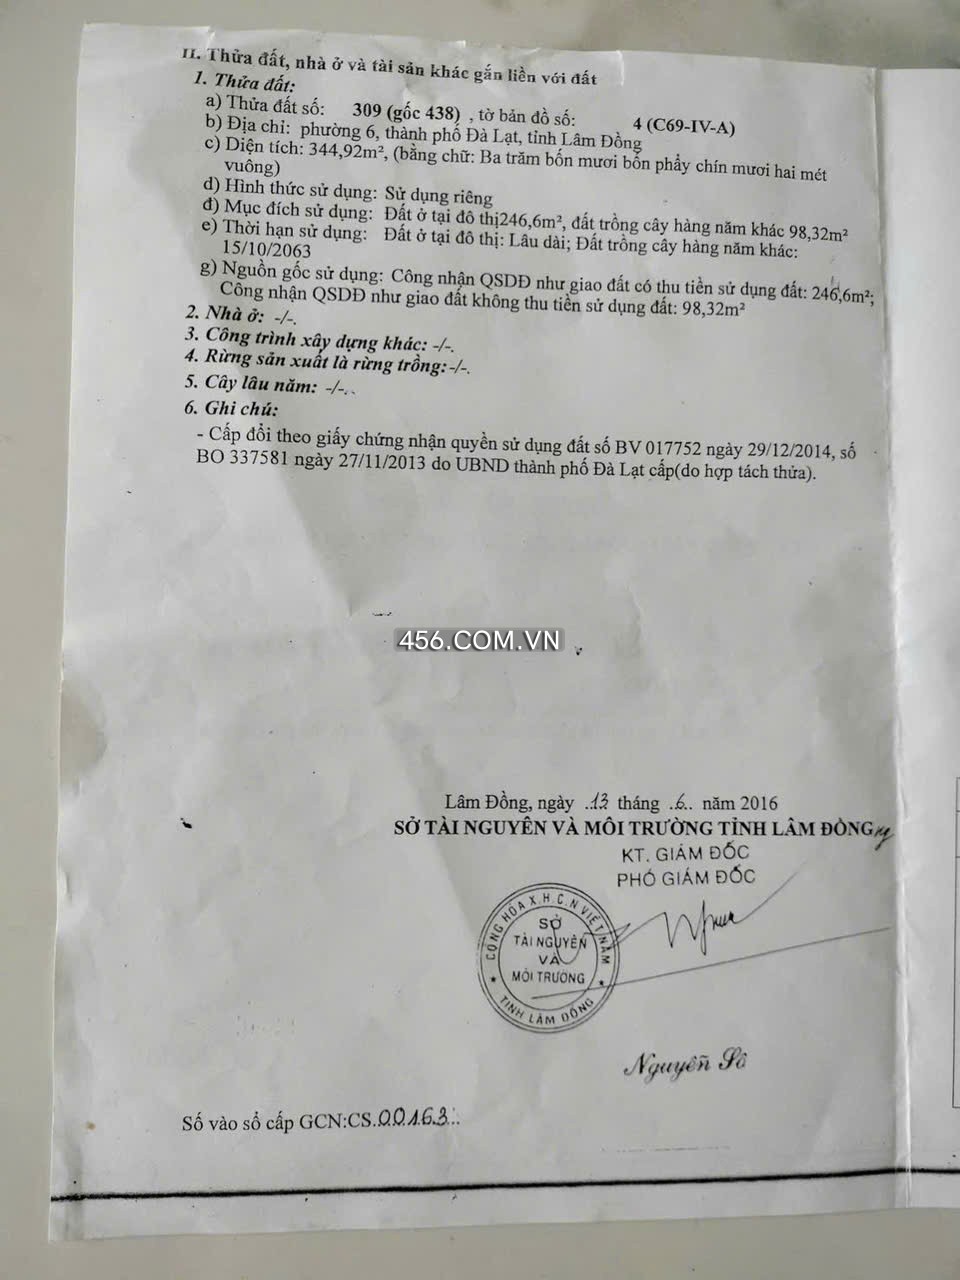 II. Thửa đất, nhà ở và tài sản khác gắn liền với đất
1. Thửa đất:
a) Thửa đất số: 309 (gốc 438) , tờ bản đồ số: 4 (C69-IV-A)
b) Địa chỉ: phường 6, thành phố Đà Lạt, tỉnh Lâm Đồng
c) Diện tích: 344,92m², (bằng chữ: Ba trăm bốn mươi bốn phẩy chín mươi hai mét
vuông)
d) Hình thức sử dụng: Sử dụng riêng
đ) Mục đích sử dụng: Đất ở tại đô thị246,6m², đất trồng cây hàng năm khác 98,32m²
e) Thời hạn sử dụng: Đất ở tại đô thị: Lâu dài; Đất trồng cây hàng năm khác:
15/10/2063
g) Nguồn gốc sử dụng: Công nhận QSDĐ như giao đất có thu tiền sử dụng đất: 246,6m²;
Công nhận QSDĐ như giao đất không thu tiền sử dụng đất: 98,32m²
2. Nhà ở: -/-.
3. Công trình xây dựng khác: -/-.
4. Rừng sản xuất là rừng trồng:-/-.
5. Cây lâu năm: -/-.
6. Ghi chú:
- Cấp đổi theo giấy chứng nhận quyền sử dụng đất số BV 017752 ngày 29/12/2014, số
BO 337581 ngày 27/11/2013 do UBND thành phố Đà Lạt cấp(do hợp tách thửa).
456.COM.VN
Lâm Đồng, ngày .13 tháng .6.. năm 2016
SỞ TÀI NGUYÊN VÀ MÔI TRƯỜNG TỈNH LÂM ĐỒNG
KT. GIÁM ĐỐC
PHÓ GIÁM ĐỐC
CỘNG HÒA X.H.C.N VIỆT NAM
SỞ
TÀI NGUYÊN
VÀ
MÔI TRƯỜNG
TỈNH LÂM ĐỒNG
Nguyễn Sô
Số vào sổ cấp GCN:CS.00163..